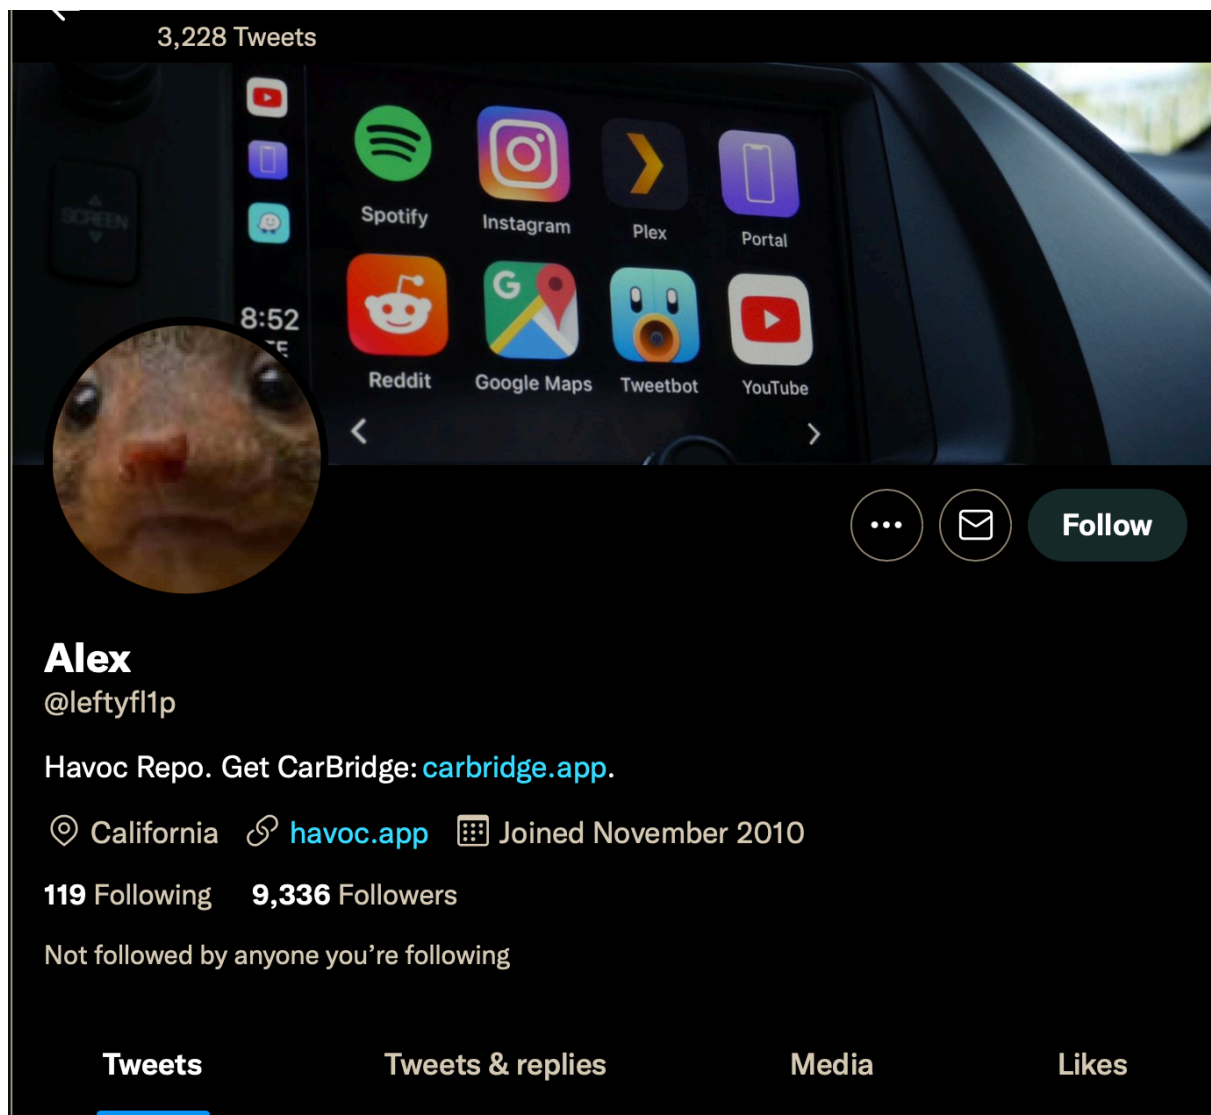 3,228 Tweets
SCREEN
Spotify
Instagram
Plex
Portal
8:52
Reddit
Google Maps
Tweetbot
YouTube
Follow
Alex
@leftyfl1p
Havoc Repo. Get CarBridge: carbridge.app.
California havoc.app Joined November 2010
119 Following 9,336 Followers
Not followed by anyone you’re following
Tweets Tweets & replies Media Likes